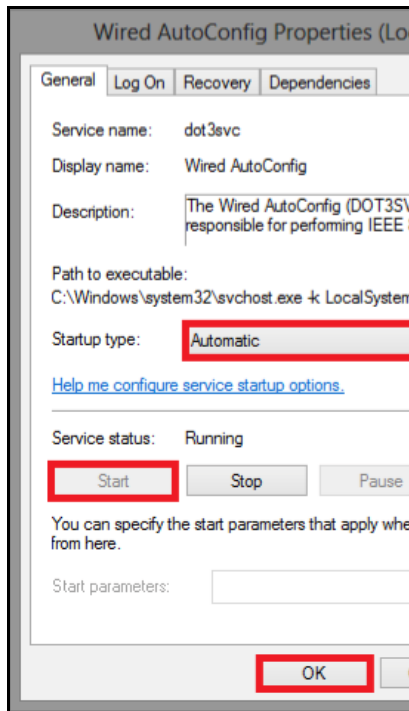 Wired AutoConfig Properties (Lo
General Log On Recovery Dependencies
Service name: dot3svc
Display name: Wired AutoConfig
Description: The Wired AutoConfig (DOT3SV
responsible for performing IEEE
Path to executable:
C:\Windows\system32\svchost.exe -k LocalSystem
Startup type: Automatic
Help me configure service startup options.
Service status: Running
Start Stop Pause
You can specify the start parameters that apply whe
from here.
Start parameters:
OK